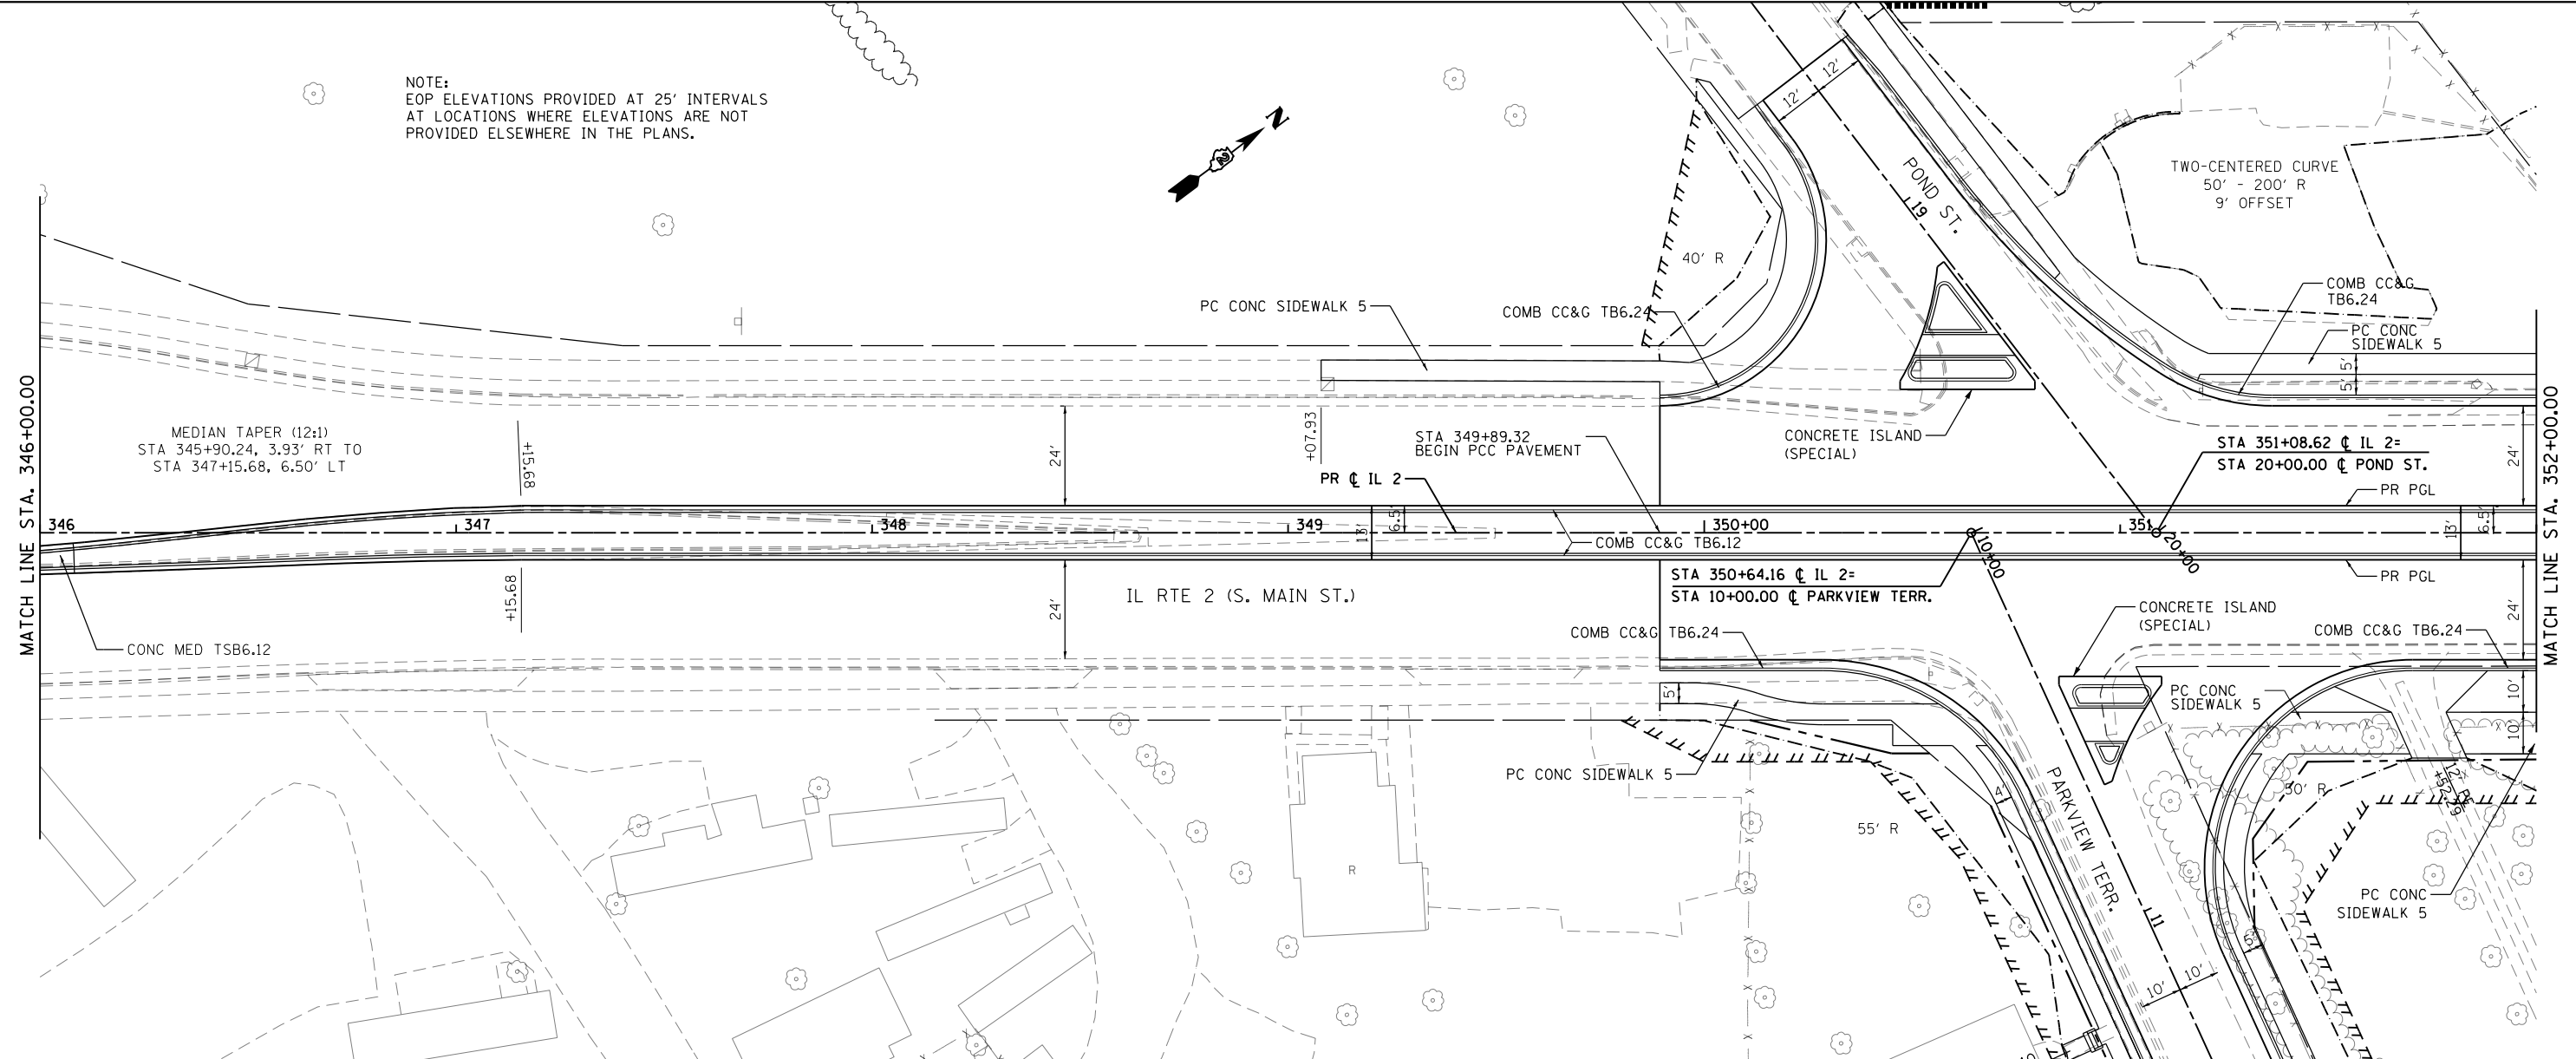 NOTE:
EOP ELEVATIONS PROVIDED AT 25' INTERVALS
AT LOCATIONS WHERE ELEVATIONS ARE NOT
PROVIDED ELSEWHERE IN THE PLANS.
N
2
12'
12'
POND ST.
19
TWO-CENTERED CURVE
50' - 200' R
9' OFFSET
40' R
PC CONC SIDEWALK 5
COMB CC&G TB6.24
COMB CC&G
TB6.24
PC CONC
SIDEWALK 5
5'
5'
MATCH LINE STA. 346+00.00
MEDIAN TAPER (12:1)
STA 345+90.24, 3.93' RT TO
STA 347+15.68, 6.50' LT
+15.68
24'
+07.93
STA 349+89.32
BEGIN PCC PAVEMENT
PR ℄ IL 2
CONCRETE ISLAND
(SPECIAL)
STA 351+08.62 ℄ IL 2=
STA 20+00.00 ℄ POND ST.
24'
PR PGL
MATCH LINE STA. 352+00.00
346
347
348
349
350+00
351
13'
6.5'
COMB CC&G TB6.12
10+00
20+00
13'
6.5'
PR PGL
STA 350+64.16 ℄ IL 2=
STA 10+00.00 ℄ PARKVIEW TERR.
+15.68
24'
IL RTE 2 (S. MAIN ST.)
24'
CONCRETE ISLAND
(SPECIAL)
COMB CC&G TB6.24
COMB CC&G TB6.24
CONC MED TSB6.12
5'
PC CONC
SIDEWALK 5
10'
10'
PC CONC SIDEWALK 5
4'
PARKVIEW TERR.
50' R
12' PE
+52.29
55' R
R
PC CONC
SIDEWALK 5
11
5'
10'
10'